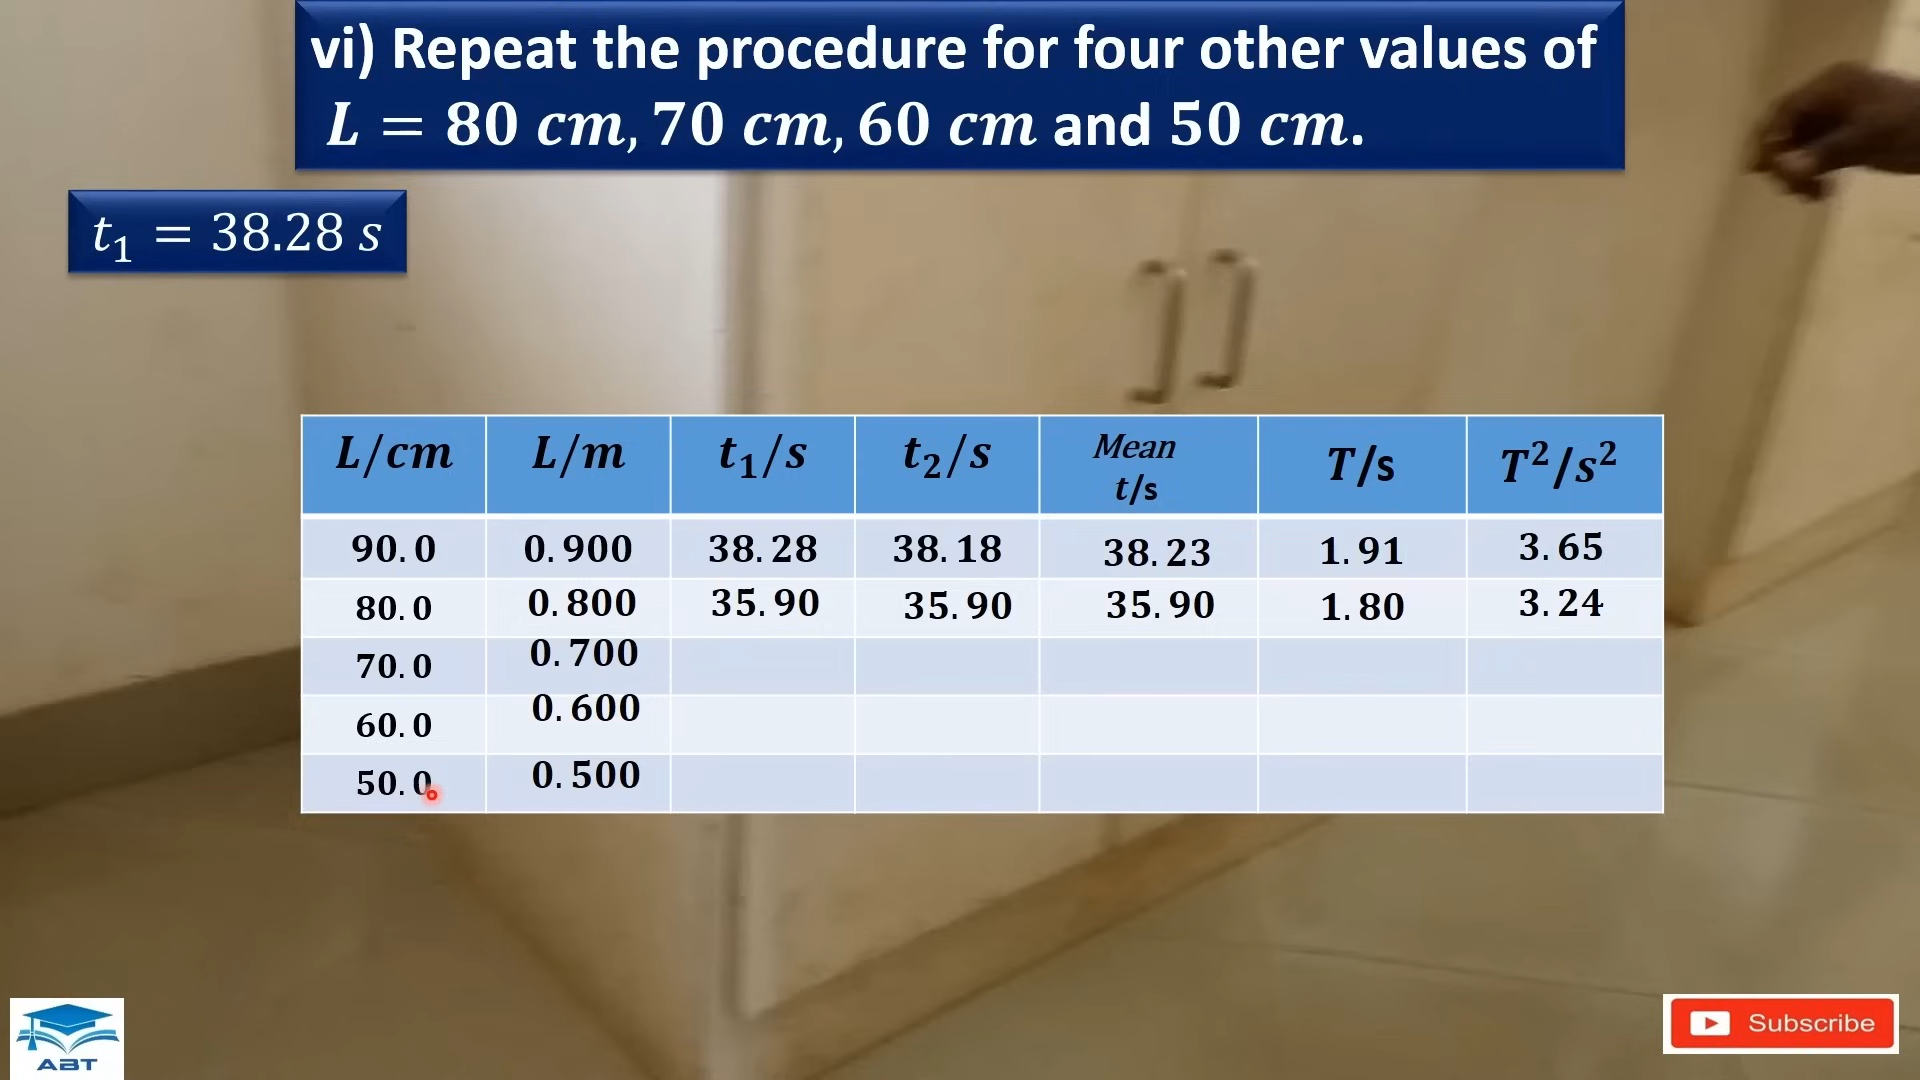 vi) Repeat the procedure for four other values of
L = 80 cm, 70 cm, 60 cm and 50 cm.
t₁ = 38.28 s
L/cm L/m t₁/s t₂/s Mean t/s T/s T²/s²
90.0 0.900 38.28 38.18 38.23 1.91 3.65
80.0 0.800 35.90 35.90 35.90 1.80 3.24
70.0 0.700
60.0 0.600
50.0 0.500
ABT
Subscribe